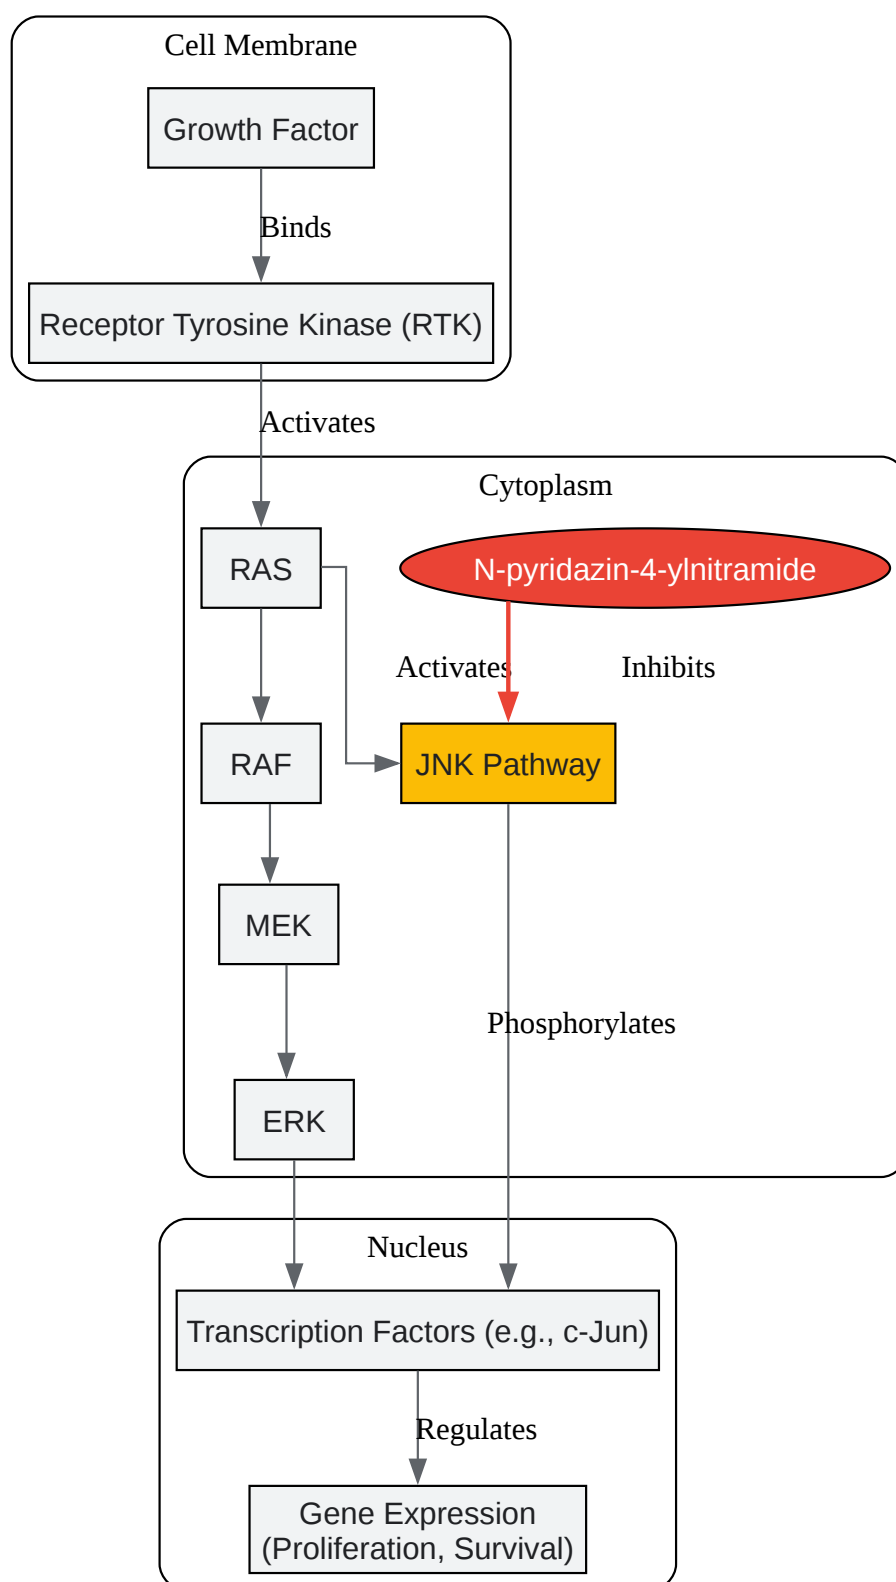 Cell Membrane
Growth Factor
Binds
Receptor Tyrosine Kinase (RTK)
Activates
Cytoplasm
RAS
N-pyridazin-4-ylnitramide
Activates
Inhibits
RAF
JNK Pathway
MEK
Phosphorylates
ERK
Nucleus
Transcription Factors (e.g., c-Jun)
Regulates
Gene Expression
(Proliferation, Survival)